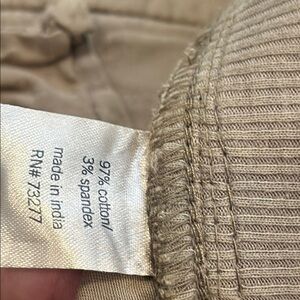 97% cotton/
3% spandex
made in india
RN# 73277